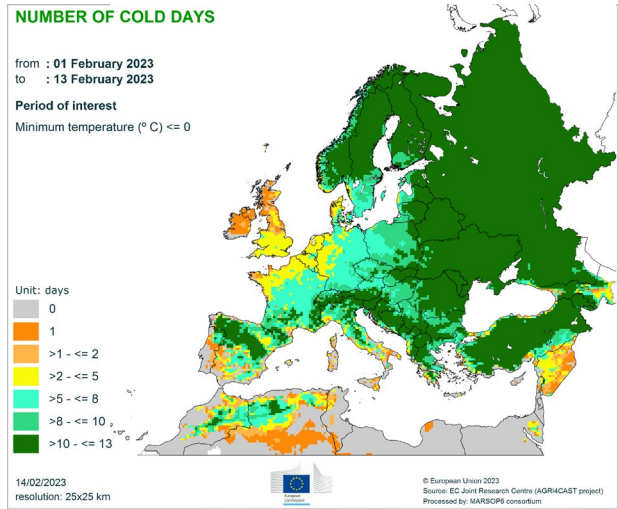 NUMBER OF COLD DAYS
from : 01 February 2023
to : 13 February 2023
Period of interest
Minimum temperature (º C) <= 0
Unit: days
0
1
>1 - <= 2
>2 - <= 5
>5 - <= 8
>8 - <= 10
>10 - <= 13
14/02/2023
resolution: 25x25 km
European
Commission
© European Union 2023
Source: EC Joint Research Centre (AGRI4CAST project)
Processed by: MARSOP6 consortium